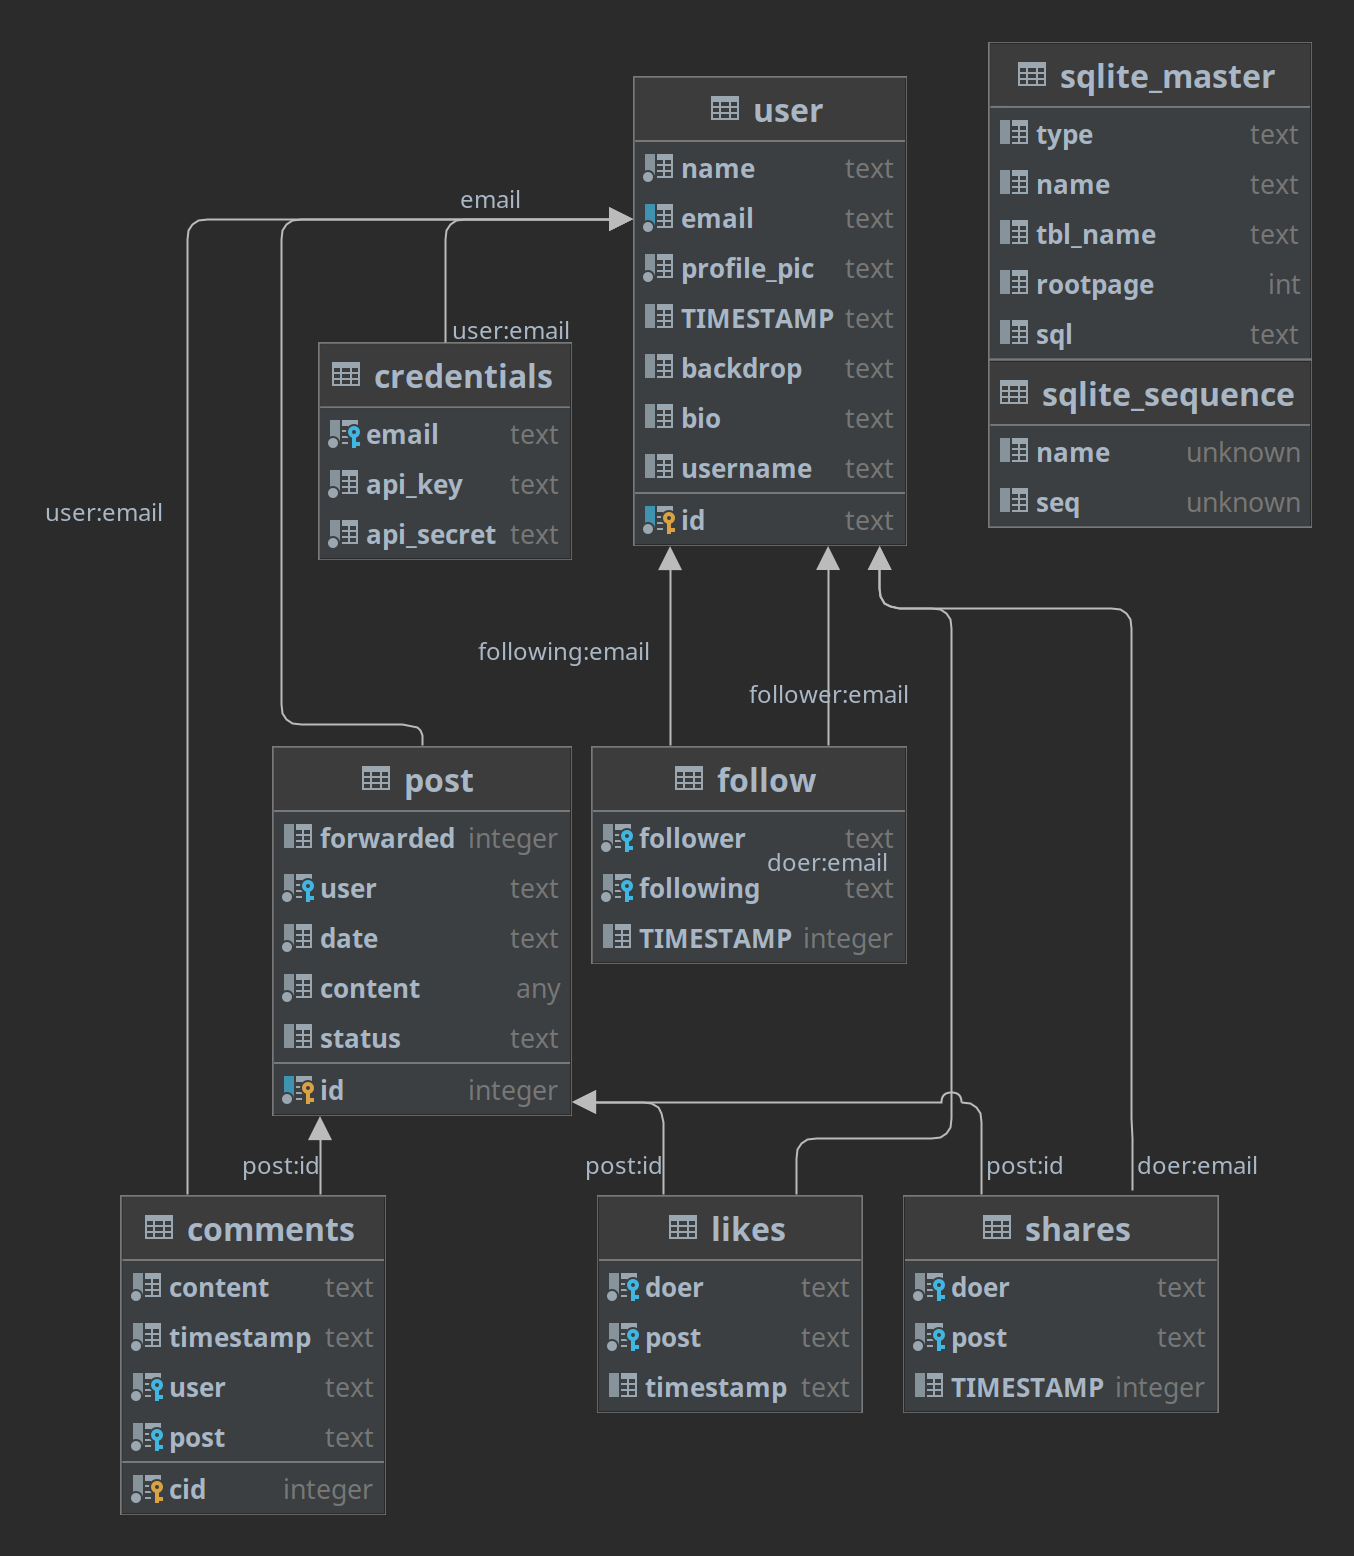 sqlite_master
type text
name text
tbl_name text
rootpage int
sql text
sqlite_sequence
name unknown
seq unknown
user
name text
email text
profile_pic text
TIMESTAMP text
backdrop text
bio text
username text
id text
email
user:email
credentials
email text
api_key text
api_secret text
user:email
following:email
follower:email
post
forwarded integer
user text
date text
content any
status text
id integer
follow
follower text
doer:email
following text
TIMESTAMP integer
post:id
post:id
post:id
doer:email
comments
content text
timestamp text
user text
post text
cid integer
likes
doer text
post text
timestamp text
shares
doer text
post text
TIMESTAMP integer